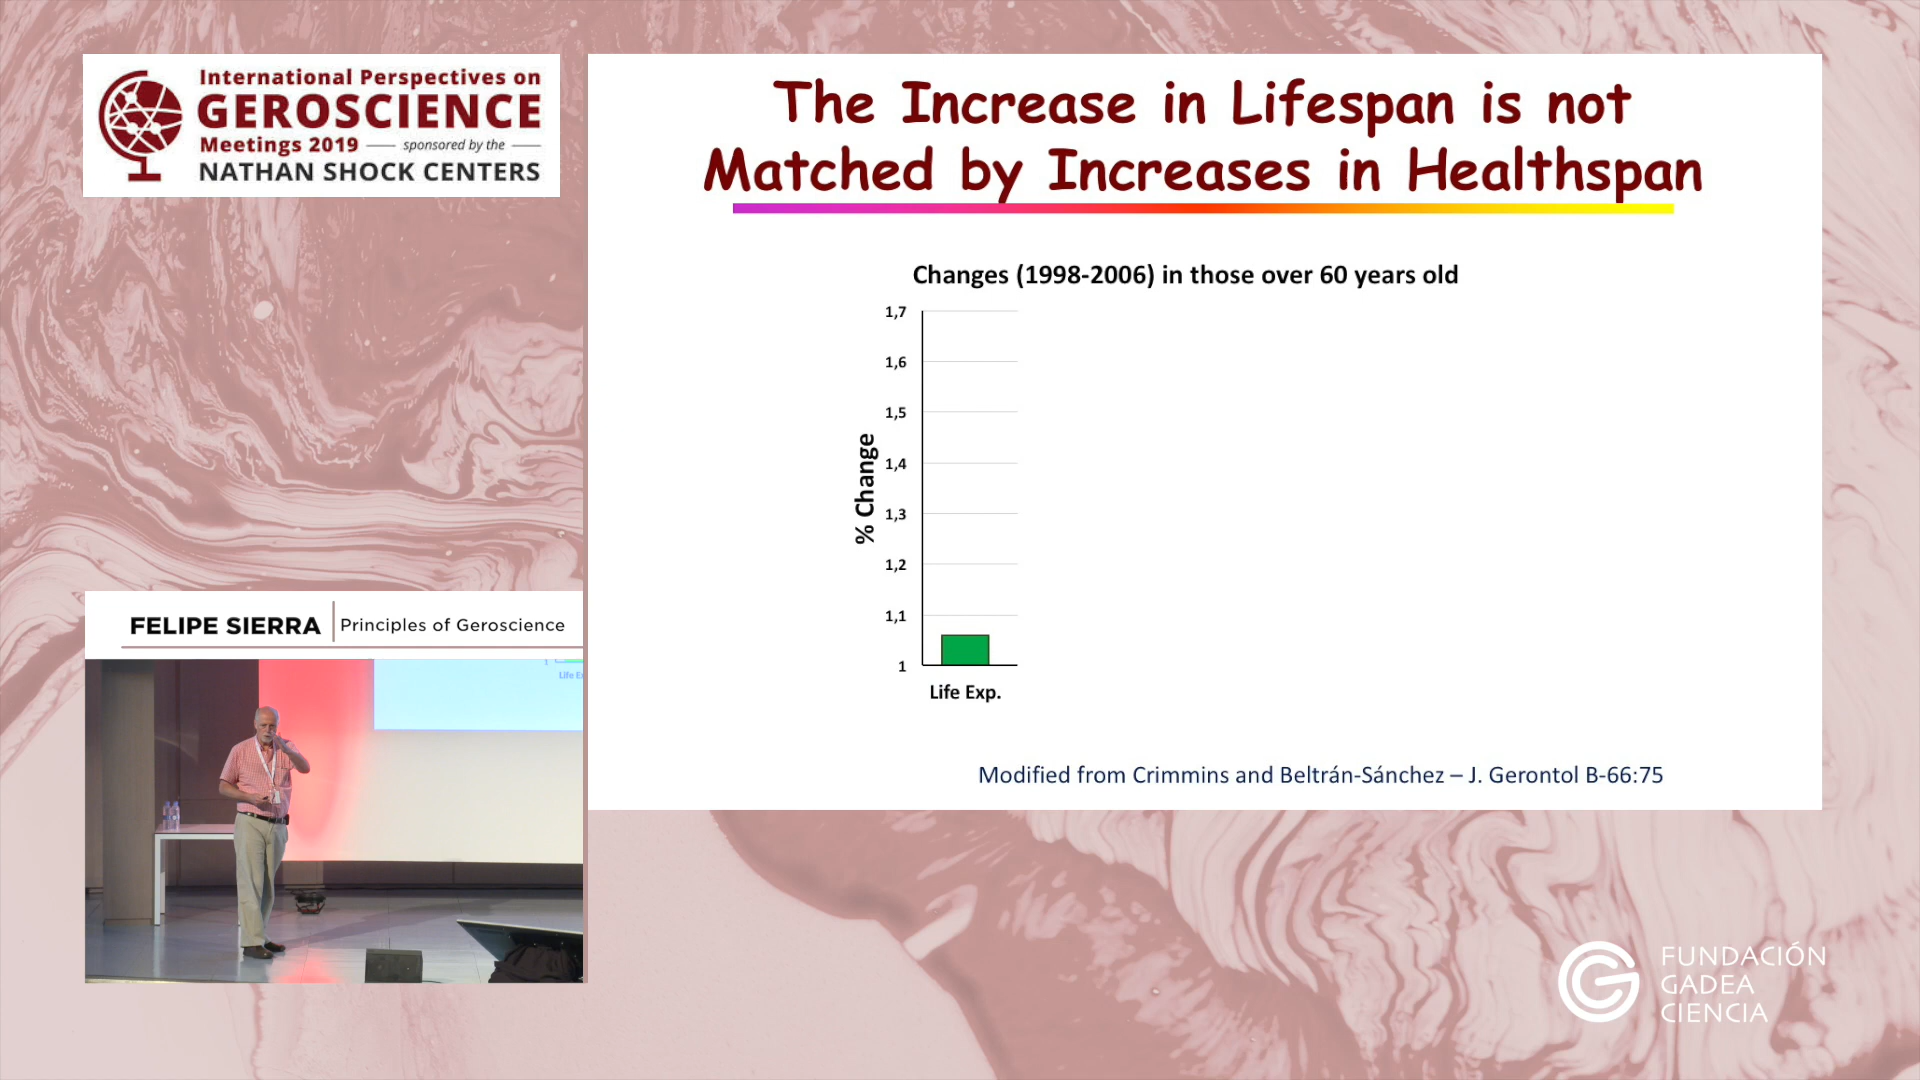 International Perspectives on
GEROSCIENCE
Meetings 2019 — sponsored by the —
NATHAN SHOCK CENTERS
The Increase in Lifespan is not
Matched by Increases in Healthspan
Changes (1998-2006) in those over 60 years old
% Change
1,7
1,6
1,5
1,4
1,3
1,2
1,1
1
Life Exp.
Modified from Crimmins and Beltrán-Sánchez – J. Gerontol B-66:75
FELIPE SIERRA | Principles of Geroscience
1
Life E
FUNDACIÓN
GADEA
CIENCIA